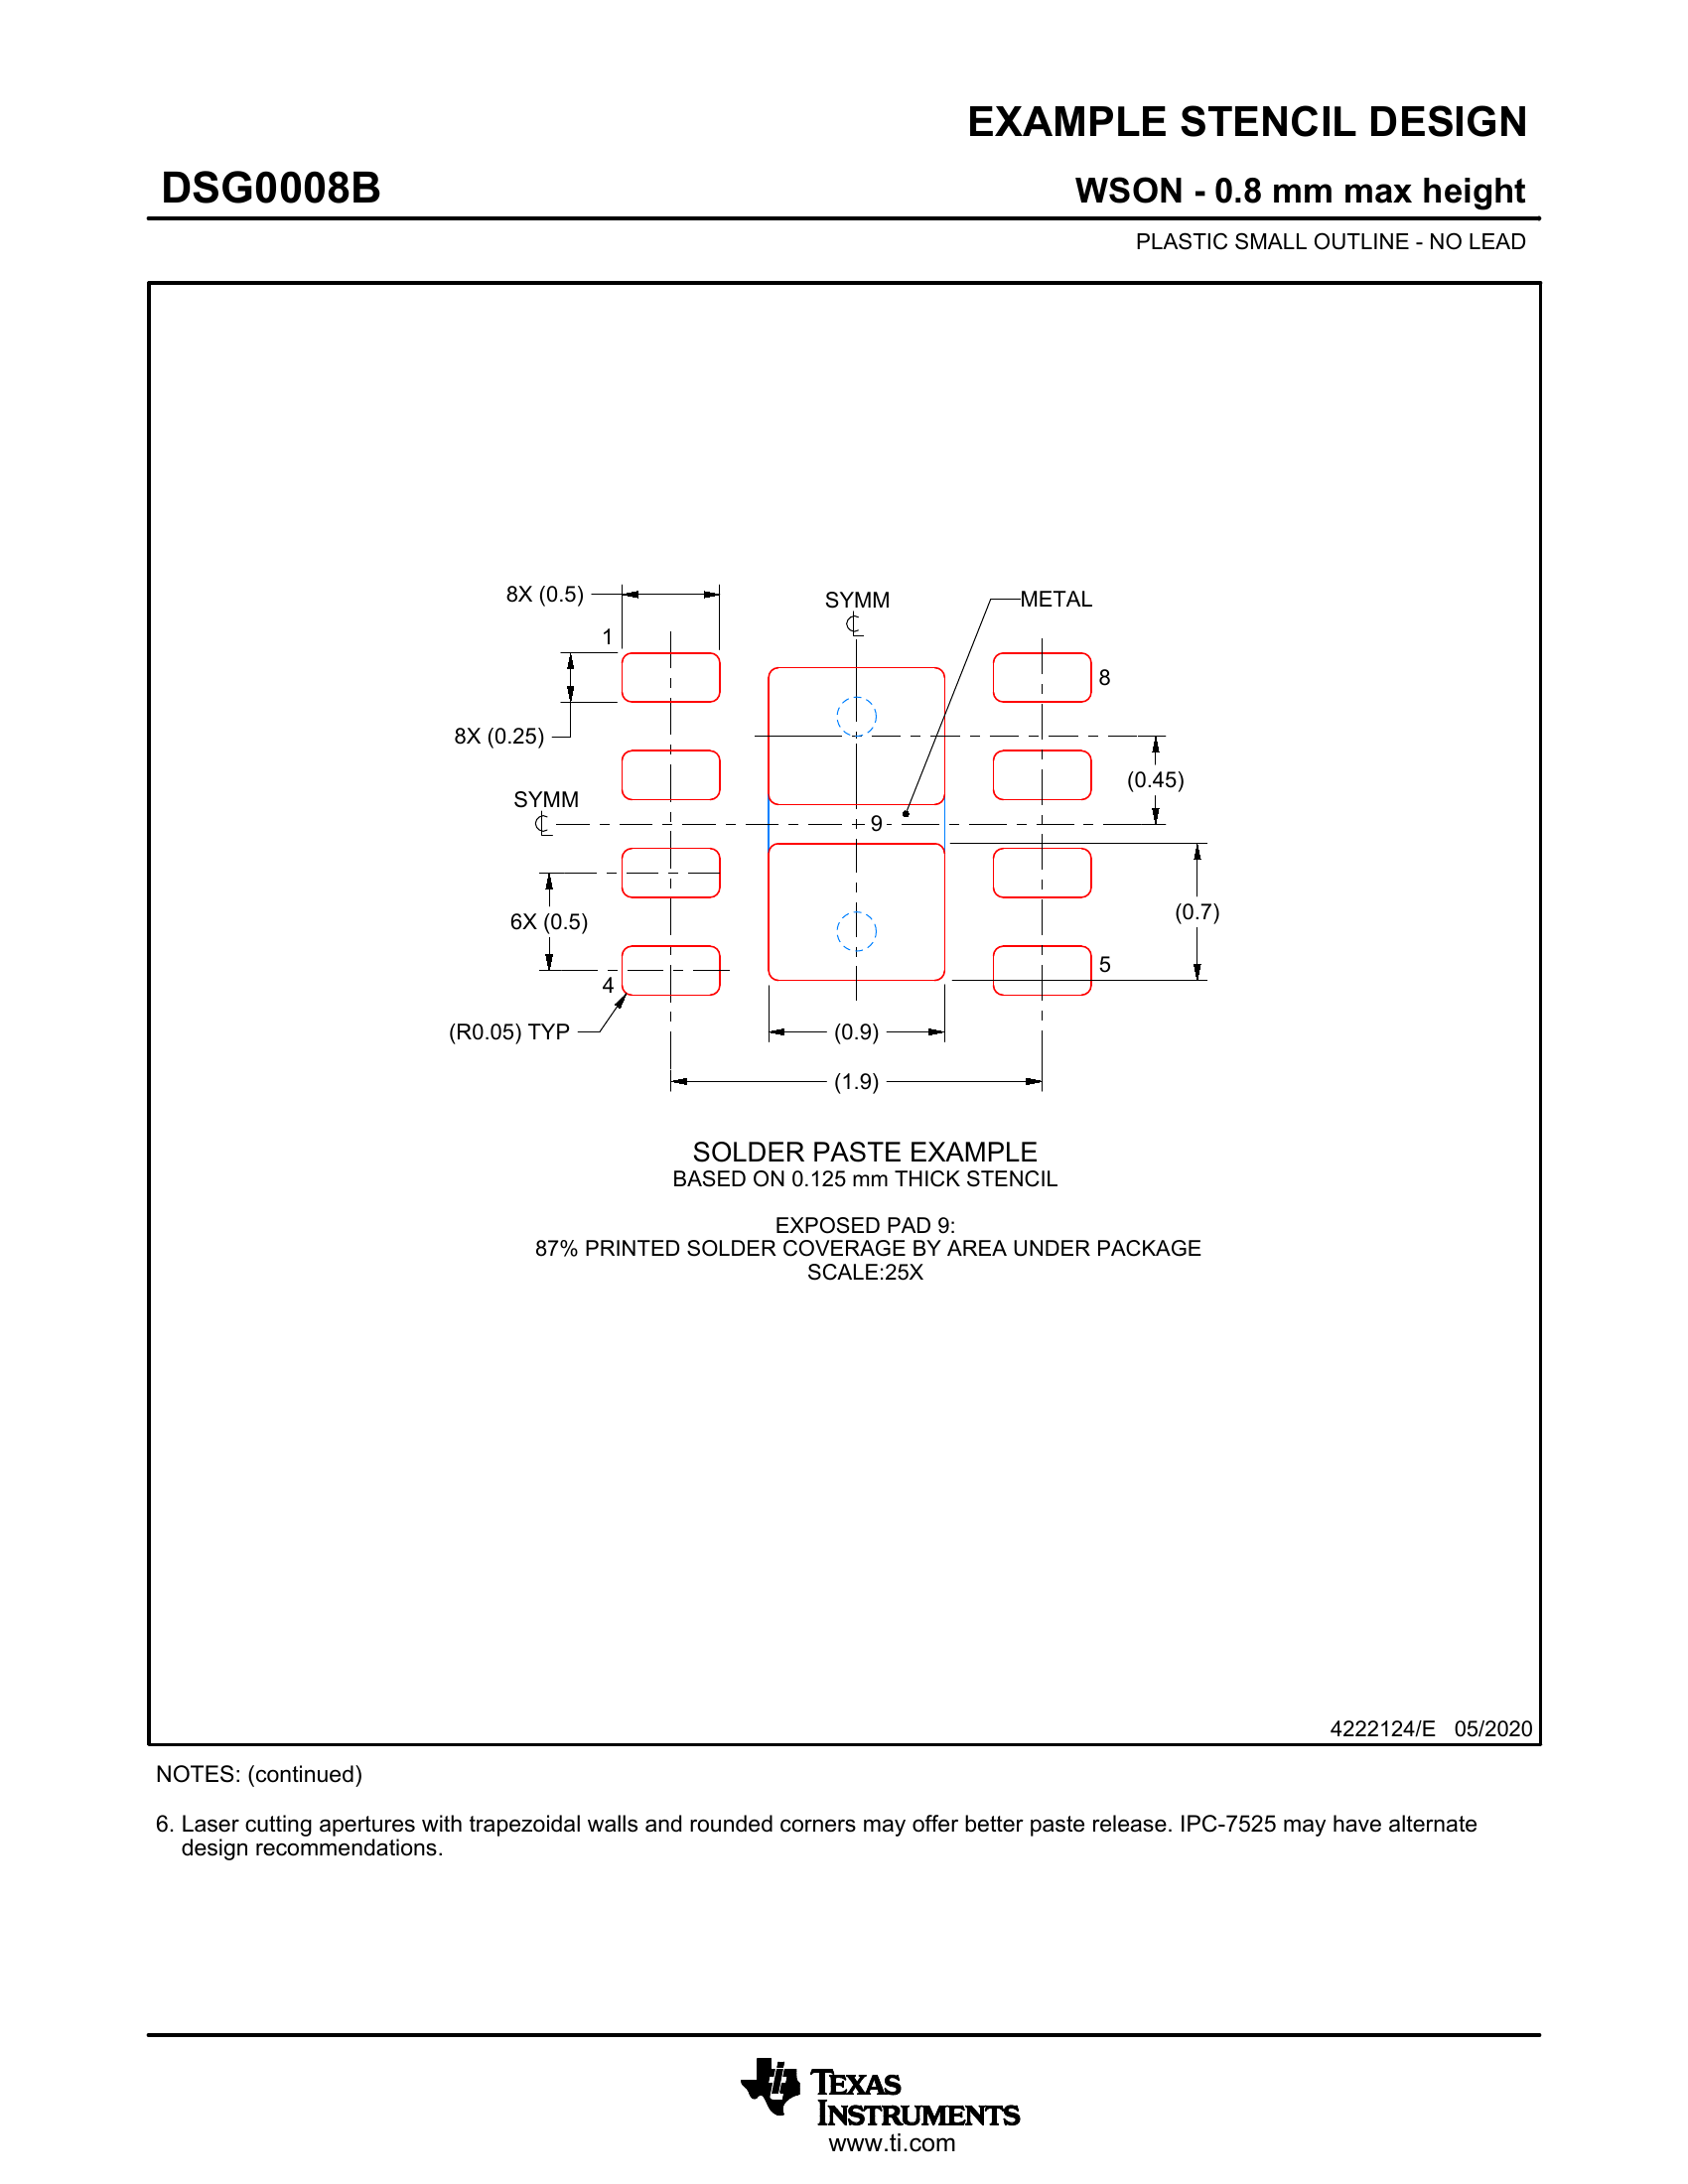 EXAMPLE STENCIL DESIGN
DSG0008B
WSON - 0.8 mm max height
PLASTIC SMALL OUTLINE - NO LEAD
8X (0.5)
SYMM
METAL
1
8
8X (0.25)
(0.45)
SYMM
9
6X (0.5)
(0.7)
5
4
(R0.05) TYP
(0.9)
(1.9)
SOLDER PASTE EXAMPLE
BASED ON 0.125 mm THICK STENCIL
EXPOSED PAD 9:
87% PRINTED SOLDER COVERAGE BY AREA UNDER PACKAGE
SCALE:25X
4222124/E 05/2020
NOTES: (continued)
6. Laser cutting apertures with trapezoidal walls and rounded corners may offer better paste release. IPC-7525 may have alternate
design recommendations.
TEXAS
INSTRUMENTS
www.ti.com